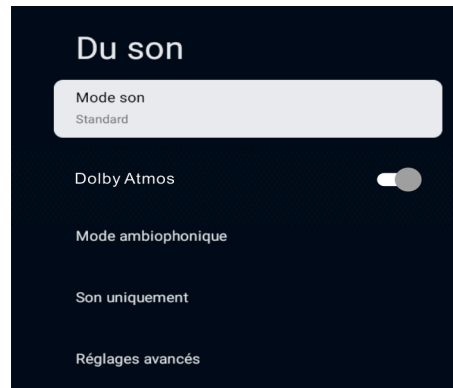 Du son
Mode son
Standard
Dolby Atmos
Mode ambiophonique
Son uniquement
Réglages avancés